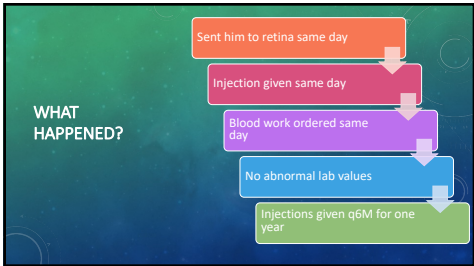 WHAT
HAPPENED?
Sent him to retina same day
Injection given same day
Blood work ordered same
day
No abnormal lab values
Injections given q6M for one
year